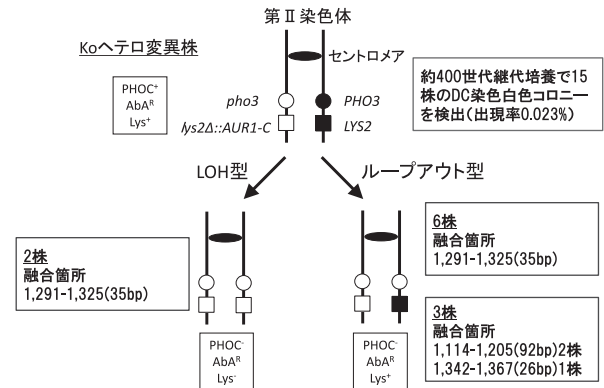 第Ⅱ染色体
Koヘテロ変異株
セントロメア
PHOC⁺
AbAᴿ
Lys⁺
pho3
PHO3
lys2Δ::AUR1-C
LYS2
約400世代継代培養で15
株のDC染色白色コロニー
を検出(出現率0.023%)
LOH型
ループアウト型
2株
融合箇所
1,291-1,325(35bp)
6株
融合箇所
1,291-1,325(35bp)
3株
融合箇所
1,114-1,205(92bp)2株
1,342-1,367(26bp)1株
PHOC⁻
AbAᴿ
Lys⁻
PHOC⁻
AbAᴿ
Lys⁺